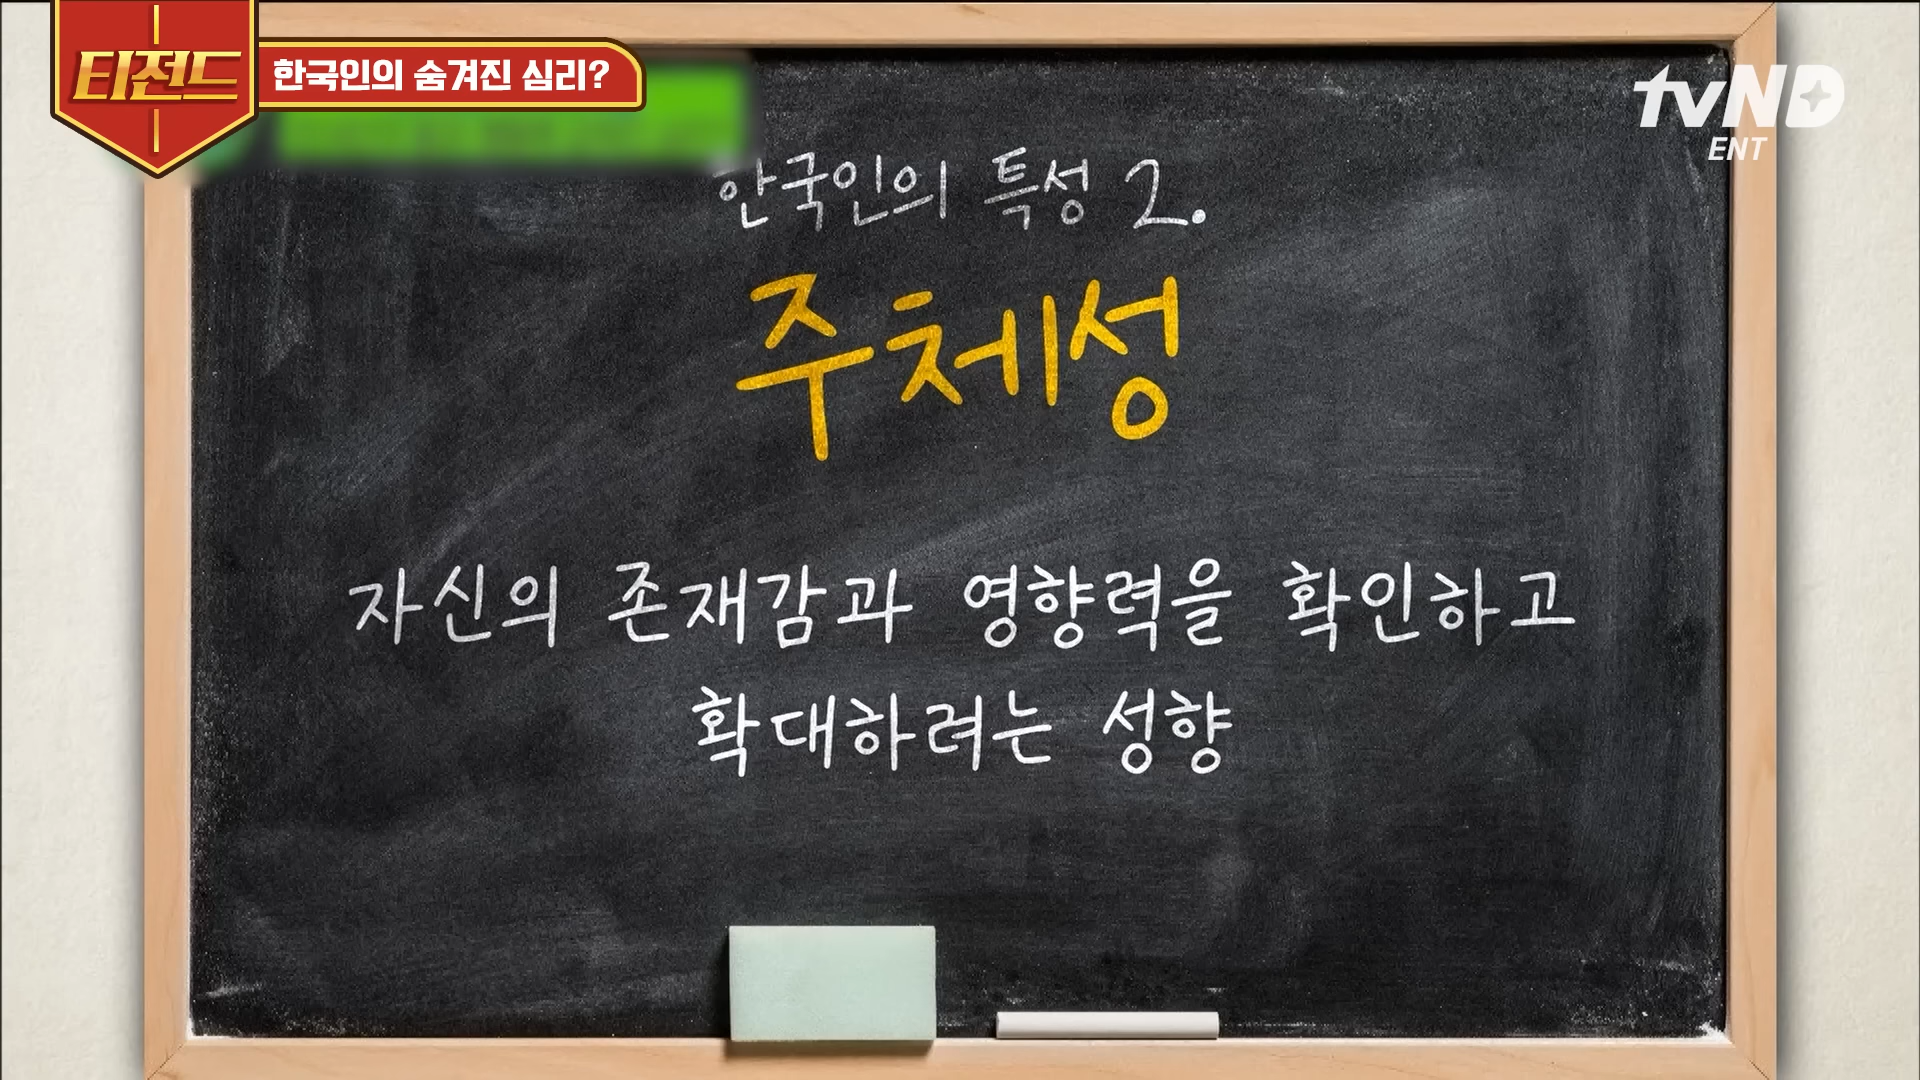 티전드
한국인의 숨겨진 심리?
tvND
ENT
한국인의 특성 2.
주체성
자신의 존재감과 영향력을 확인하고
확대하려는 성향